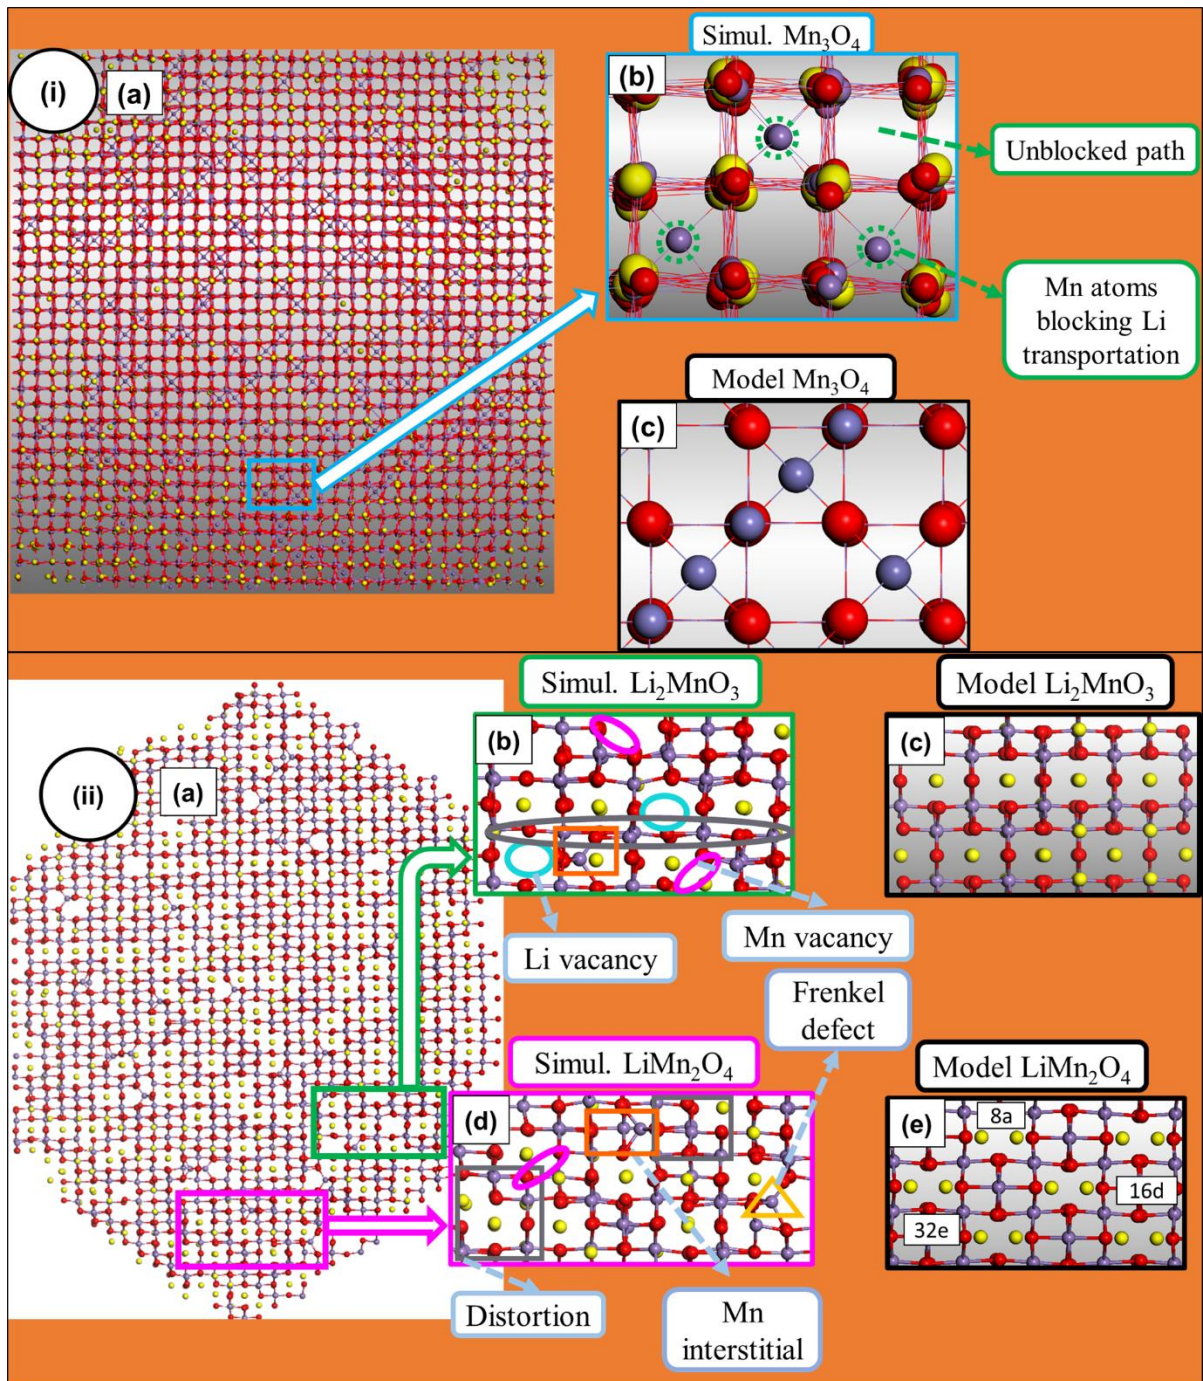 (i)
(a)
Simul. Mn₃O₄
(b)
Unblocked path
Mn atoms
blocking Li
transportation
Model Mn₃O₄
(c)
(ii)
(a)
Simul. Li₂MnO₃
(b)
Model Li₂MnO₃
(c)
Li vacancy
Mn vacancy
Frenkel
defect
Simul. LiMn₂O₄
(d)
Model LiMn₂O₄
(e)
8a
16d
32e
Distortion
Mn
interstitial